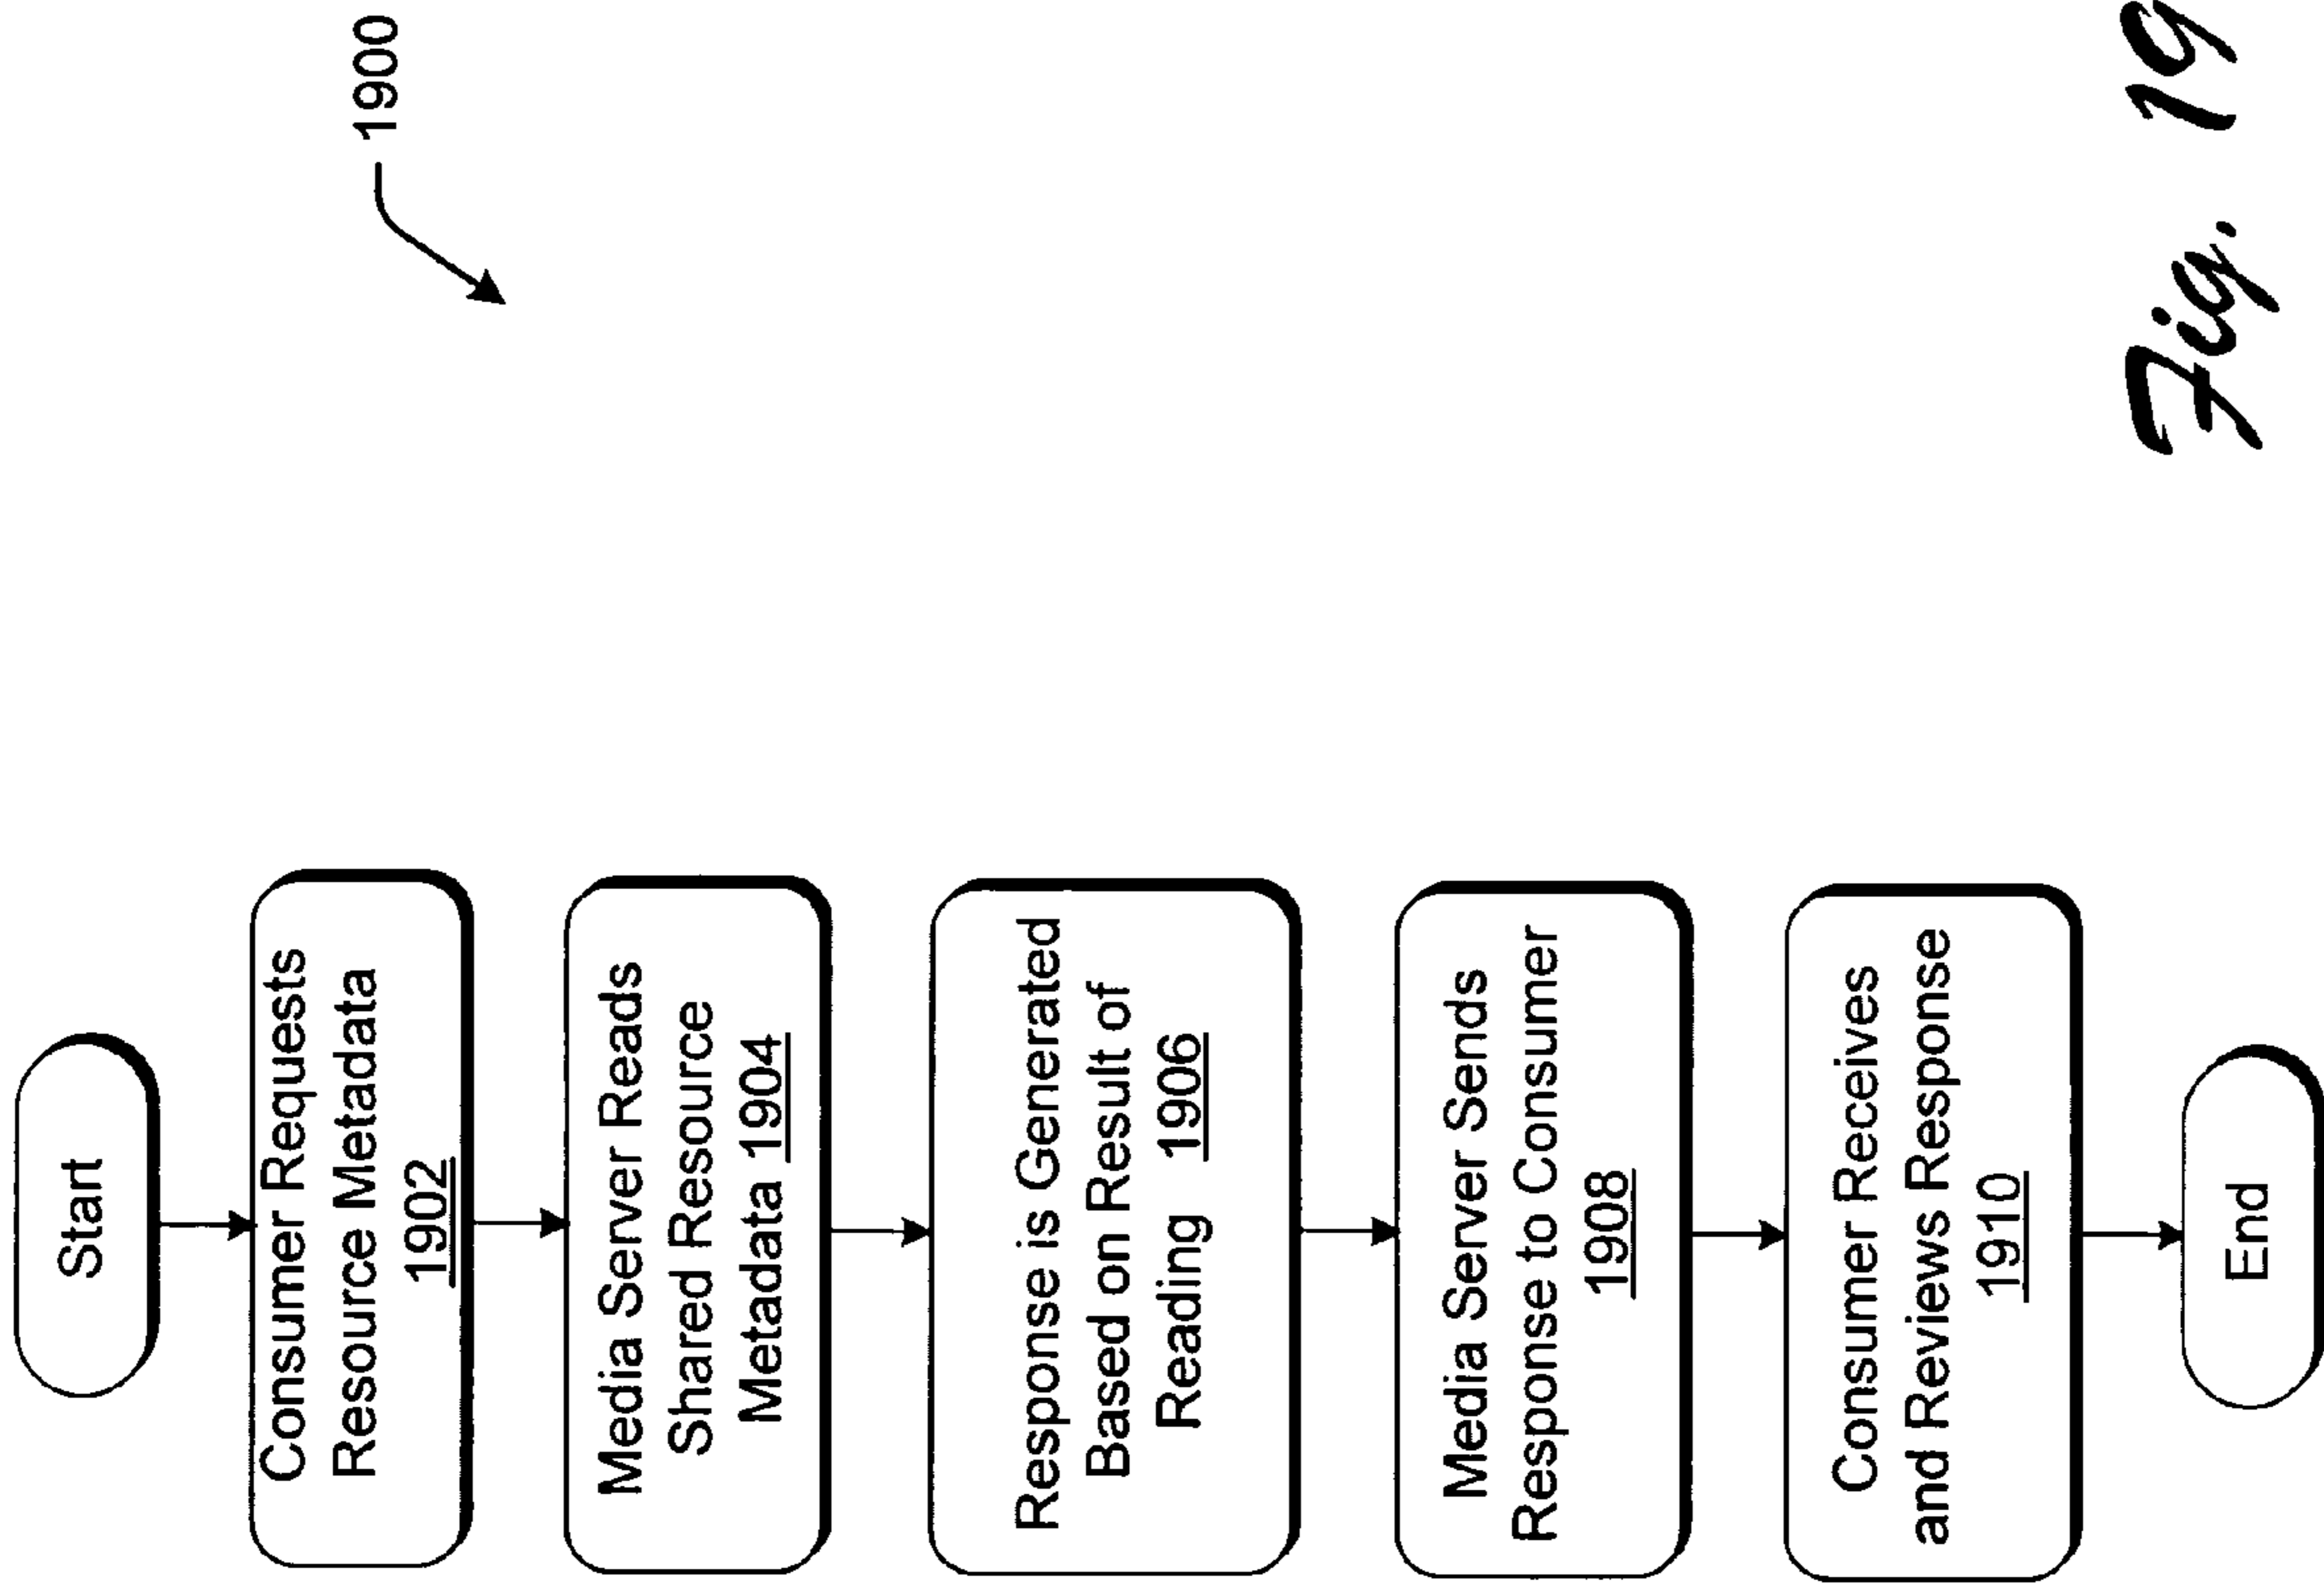 1900
Start
Consumer Requests
Resource Metadata
1902
Media Server Reads
Shared Resource
Metadata 1904
Response is Generated
Based on Result of
Reading 1906
Media Server Sends
Response to Consumer
1908
Consumer Receives
and Reviews Response
1910
End
Fig. 19